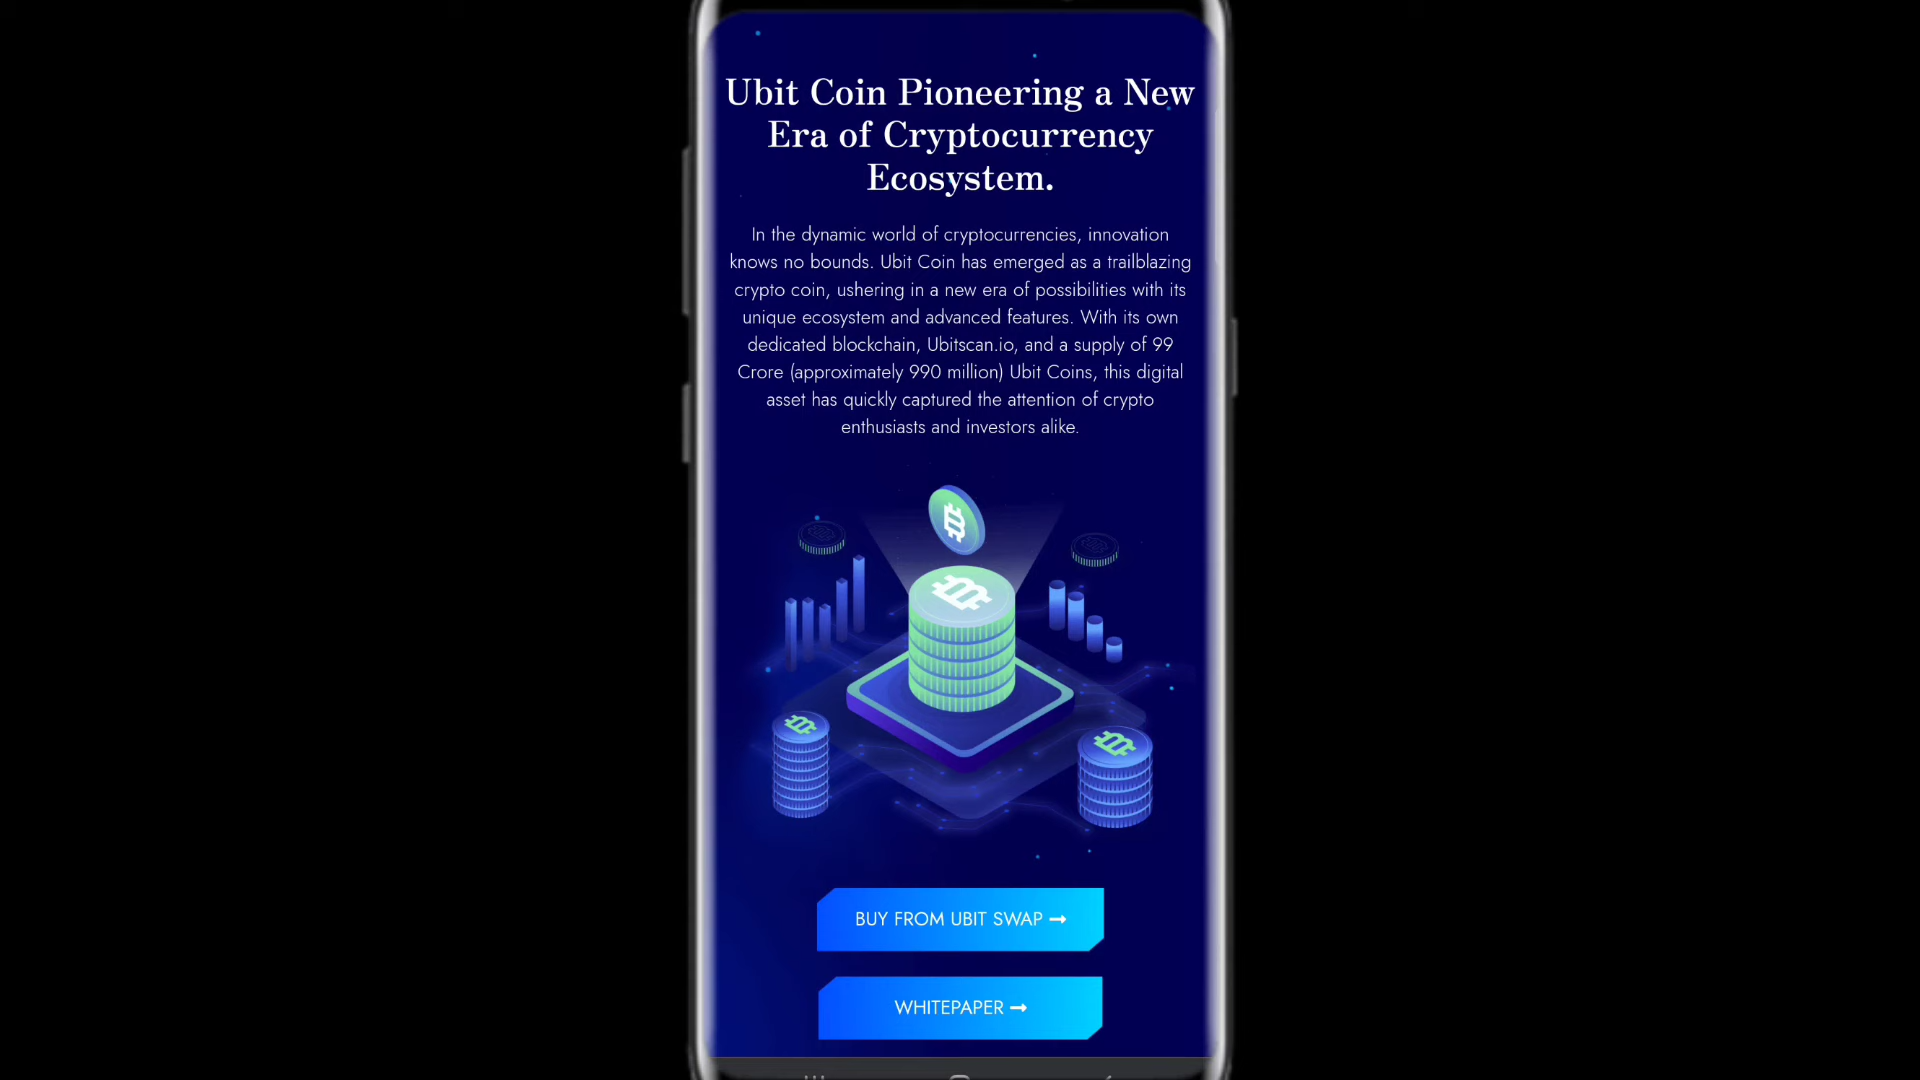 Ubit Coin Pioneering a New
Era of Cryptocurrency
Ecosystem.
In the dynamic world of cryptocurrencies, innovation
knows no bounds. Ubit Coin has emerged as a trailblazing
crypto coin, ushering in a new era of possibilities with its
unique ecosystem and advanced features. With its own
dedicated blockchain, Ubitscan.io, and a supply of 99
Crore (approximately 990 million) Ubit Coins, this digital
asset has quickly captured the attention of crypto
enthusiasts and investors alike.
BUY FROM UBIT SWAP
WHITEPAPER